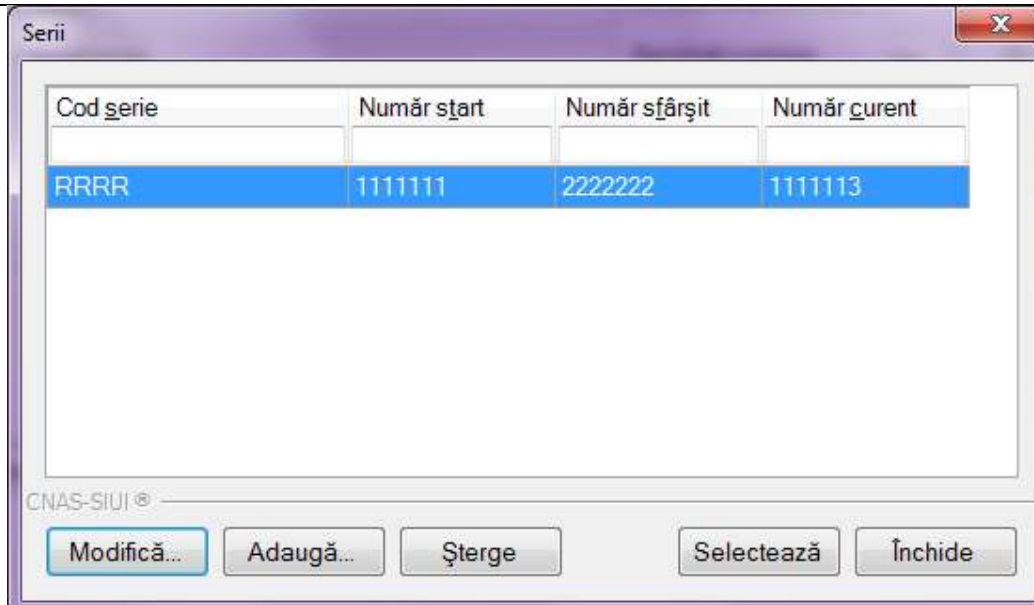 Serii
Cod serie Număr start Număr sfârşit Număr curent
RRRR 1111111 2222222 1111113
CNAS-SIUI ®
Modifică... Adaugă... Şterge Selectează Închide